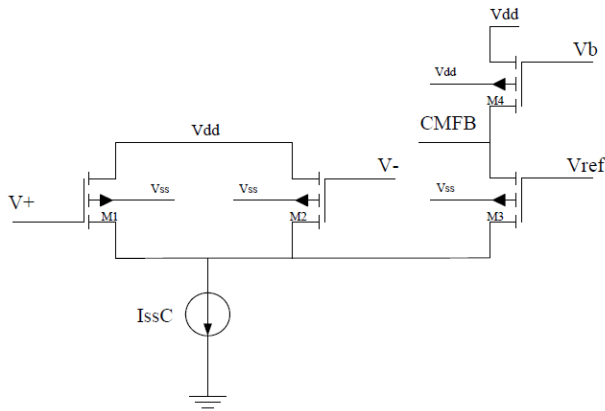 Vdd
Vb
Vdd
M4
CMFB
Vdd
V-
Vref
V+
Vss
Vss
Vss
M1
M2
M3
IssC